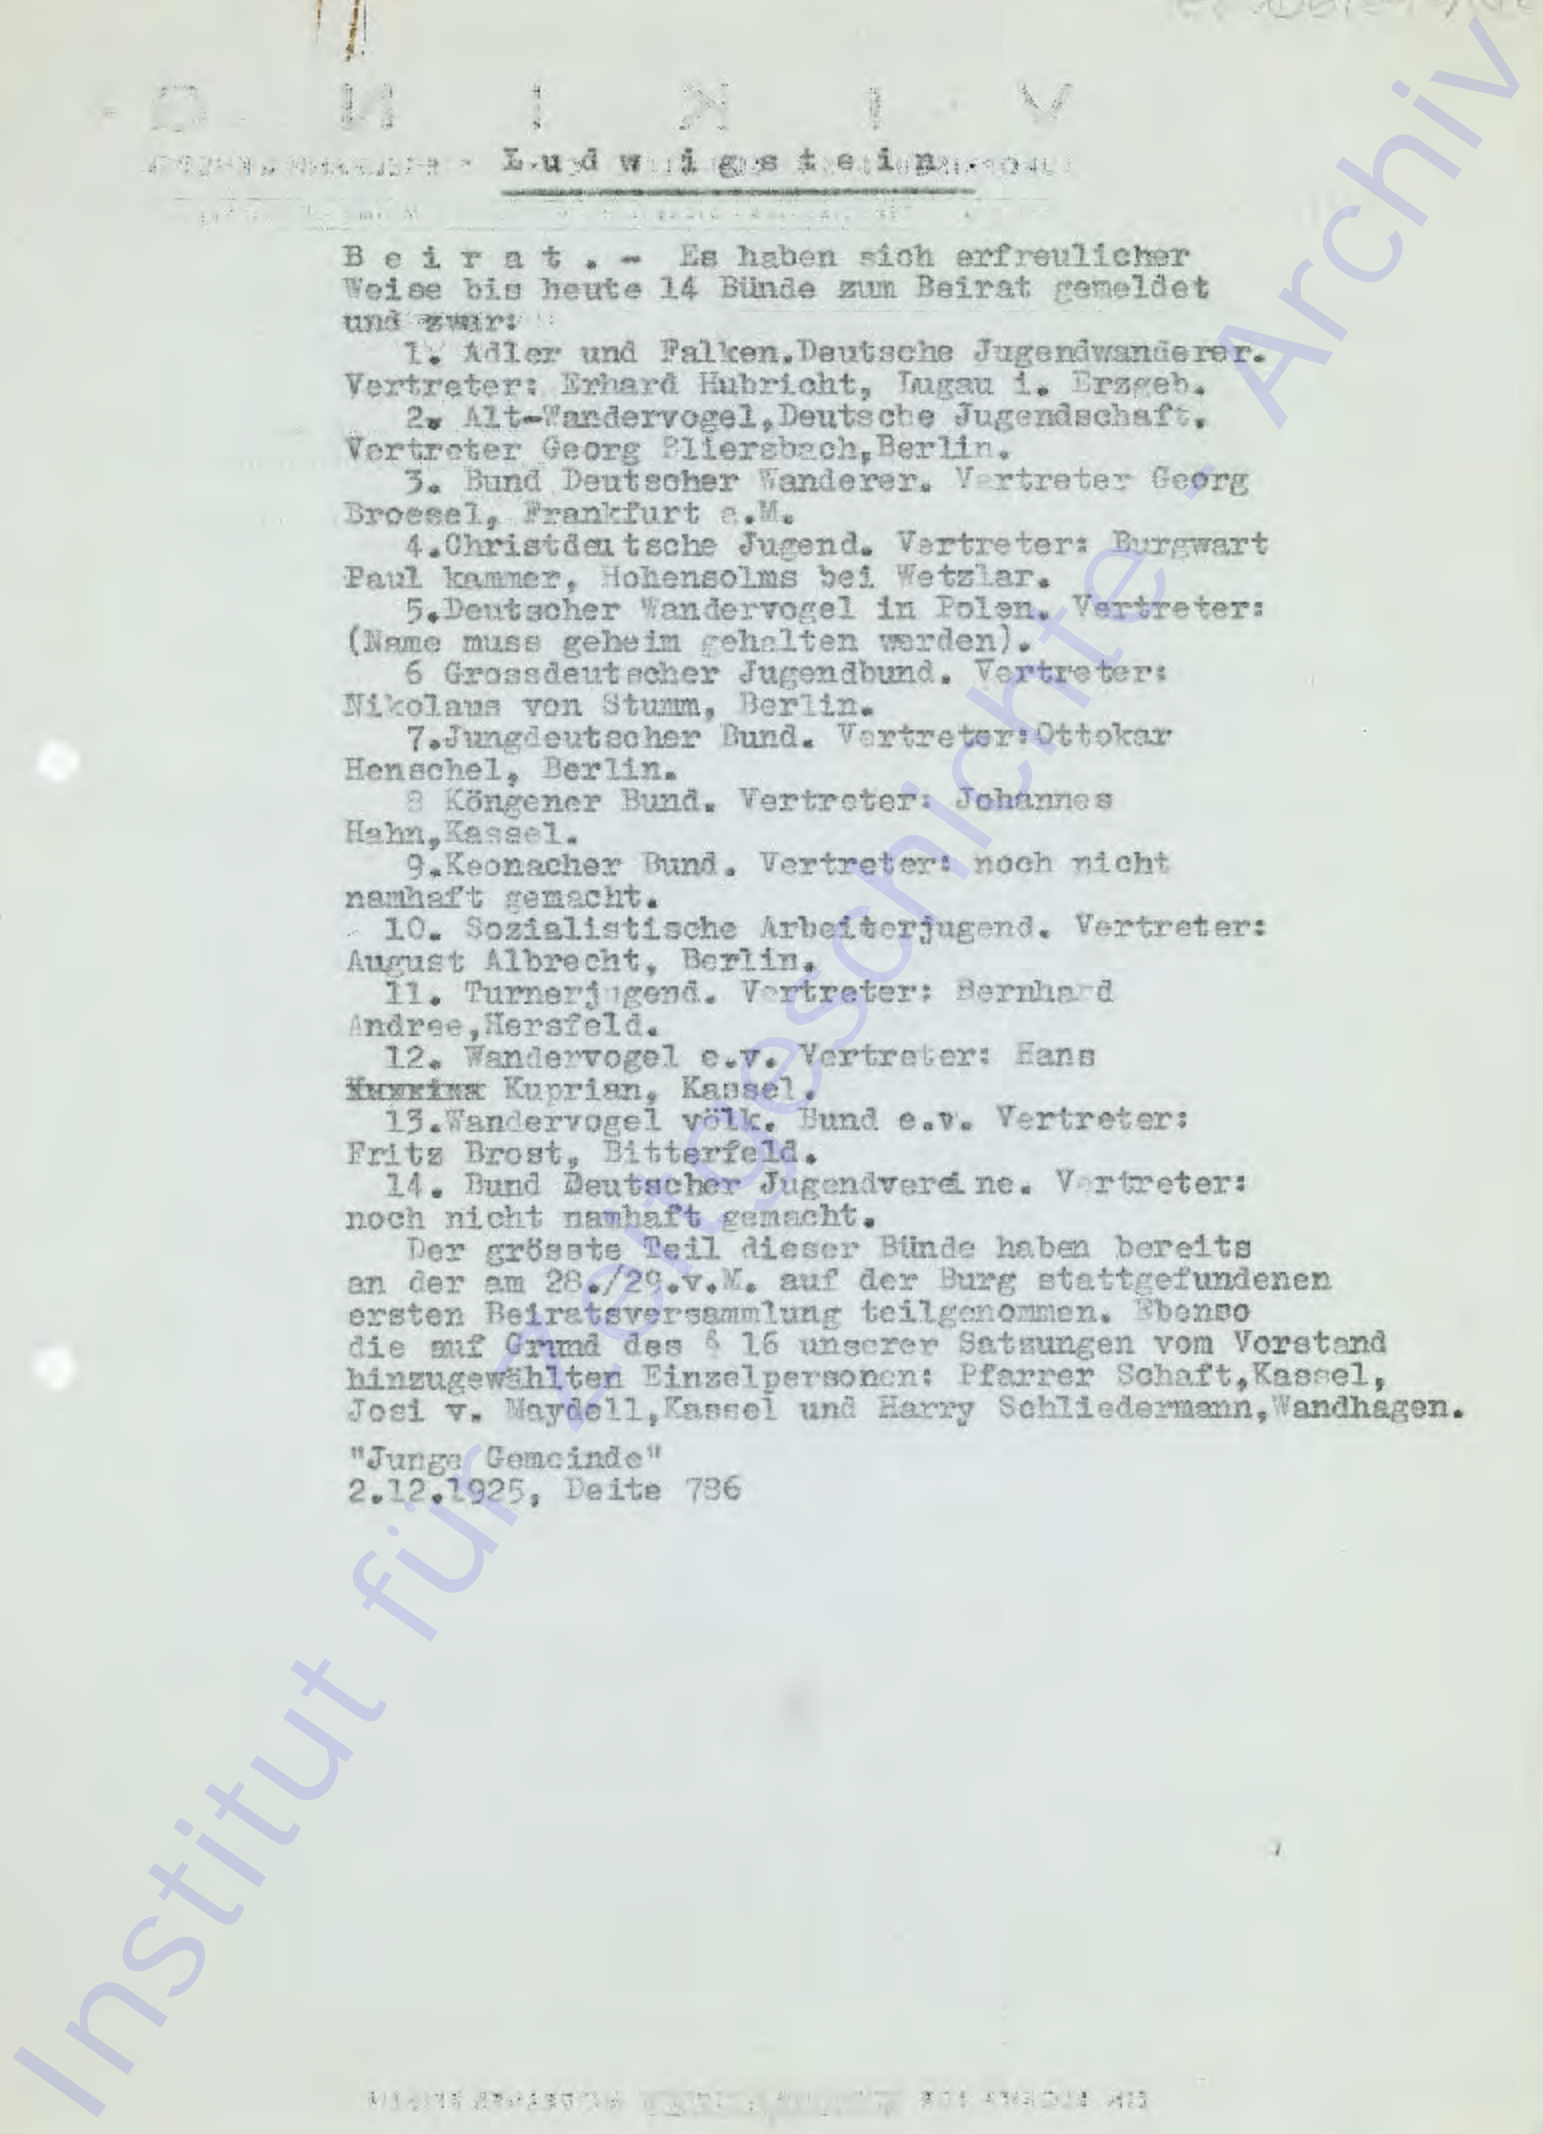 V I K I N G
L u d w i g s t e i n .
B e i r a t . - Es haben sich erfreulicher
Weise bis heute 14 Bünde zum Beirat gemeldet
und zwar:
1. Adler und Falken.Deutsche Jugendwanderer.
Vertreter: Erhard Hubricht, Lugau i. Erzgeb.
2. Alt-Wandervogel,Deutsche Jugendschaft.
Vertreter Georg Bliersbach,Berlin.
3. Bund Deutscher Wanderer. Vertreter Georg
Broesel, Frankfurt a.M.
4.Christdeutsche Jugend. Vertreter: Burgwart
Paul kammer, Hohensolms bei Wetzlar.
5.Deutscher Wandervogel in Polen. Vertreter:
(Name muss geheim gehalten werden).
6 Grossdeutscher Jugendbund. Vertreter:
Nikolaus von Stumm, Berlin.
7.Jungdeutscher Bund. Vertreter:Ottokar
Henschel, Berlin.
8 Köngener Bund. Vertreter: Johannes
Hahn,Kassel.
9.Keonacher Bund. Vertreter: noch nicht
namhaft gemacht.
10. Sozialistische Arbeiterjugend. Vertreter:
August Albrecht, Berlin.
11. Turnerjugend. Vertreter: Bernhard
Andree,Hersfeld.
12. Wandervogel e.v. Vertreter: Hans
Kuprian, Kassel.
13.Wandervogel völk. Bund e.v. Vertreter:
Fritz Brost, Bitterfeld.
14. Bund Deutscher Jugendvereine. Vertreter:
noch nicht namhaft gemacht.
Der grösste Teil dieser Bünde haben bereits
an der am 28./29.v.M. auf der Burg stattgefundenen
ersten Beiratsversammlung teilgenommen. Ebenso
die auf Grund des § 16 unserer Satzungen vom Vorstand
hinzugewählten Einzelpersonen: Pfarrer Schaft,Kassel,
Josi v. Maydell,Kassel und Harry Schliedermann,Wandhagen.
"Junge Gemeinde"
2.12.1925, Deite 786
Institut für Zeitgeschichte - Archiv